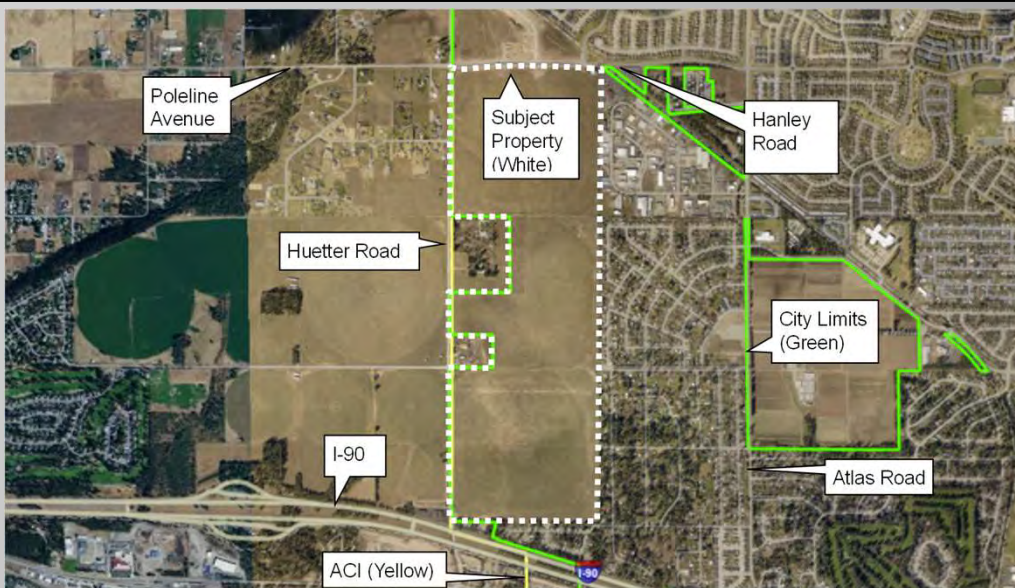 Poleline
Avenue
Subject
Property
(White)
Hanley
Road
Huetter Road
City Limits
(Green)
I-90
Atlas Road
ACI (Yellow)
I-90